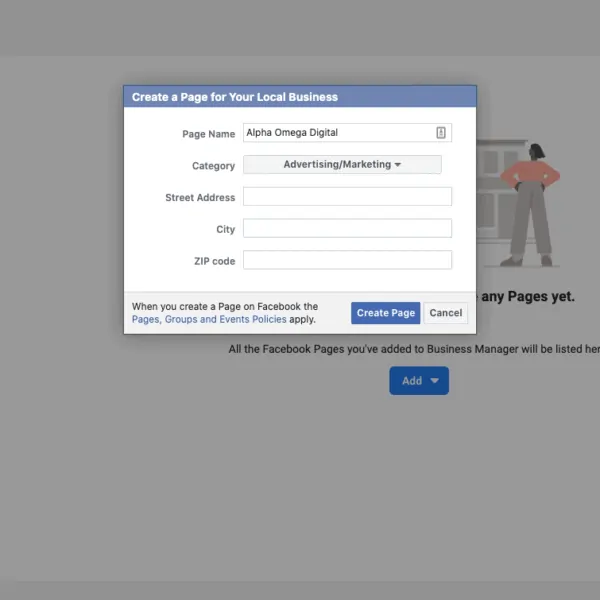 Create a Page for Your Local Business
Page Name Alpha Omega Digital
Category Advertising/Marketing
Street Address
City
ZIP code
When you create a Page on Facebook the
Pages, Groups and Events Policies apply.
Create Page Cancel
any Pages yet.
All the Facebook Pages you've added to Business Manager will be listed her
Add